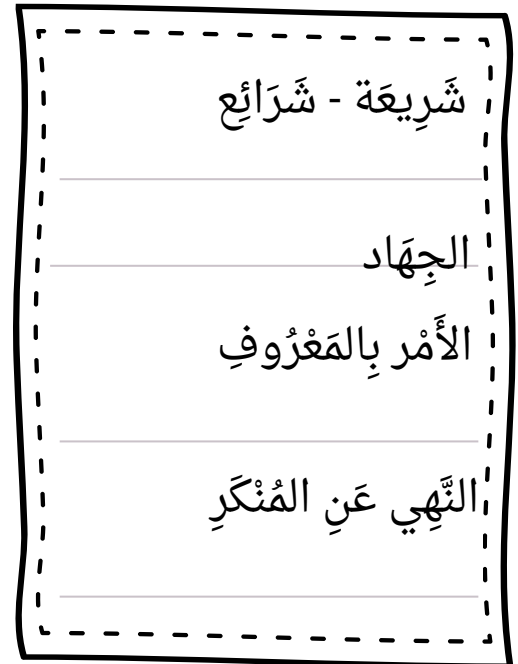 شَرِيعَة - شَرَائِع
الجِهَاد
الأَمْر بِالمَعْرُوفِ
النَّهِي عَنِ المُنْكَرِ